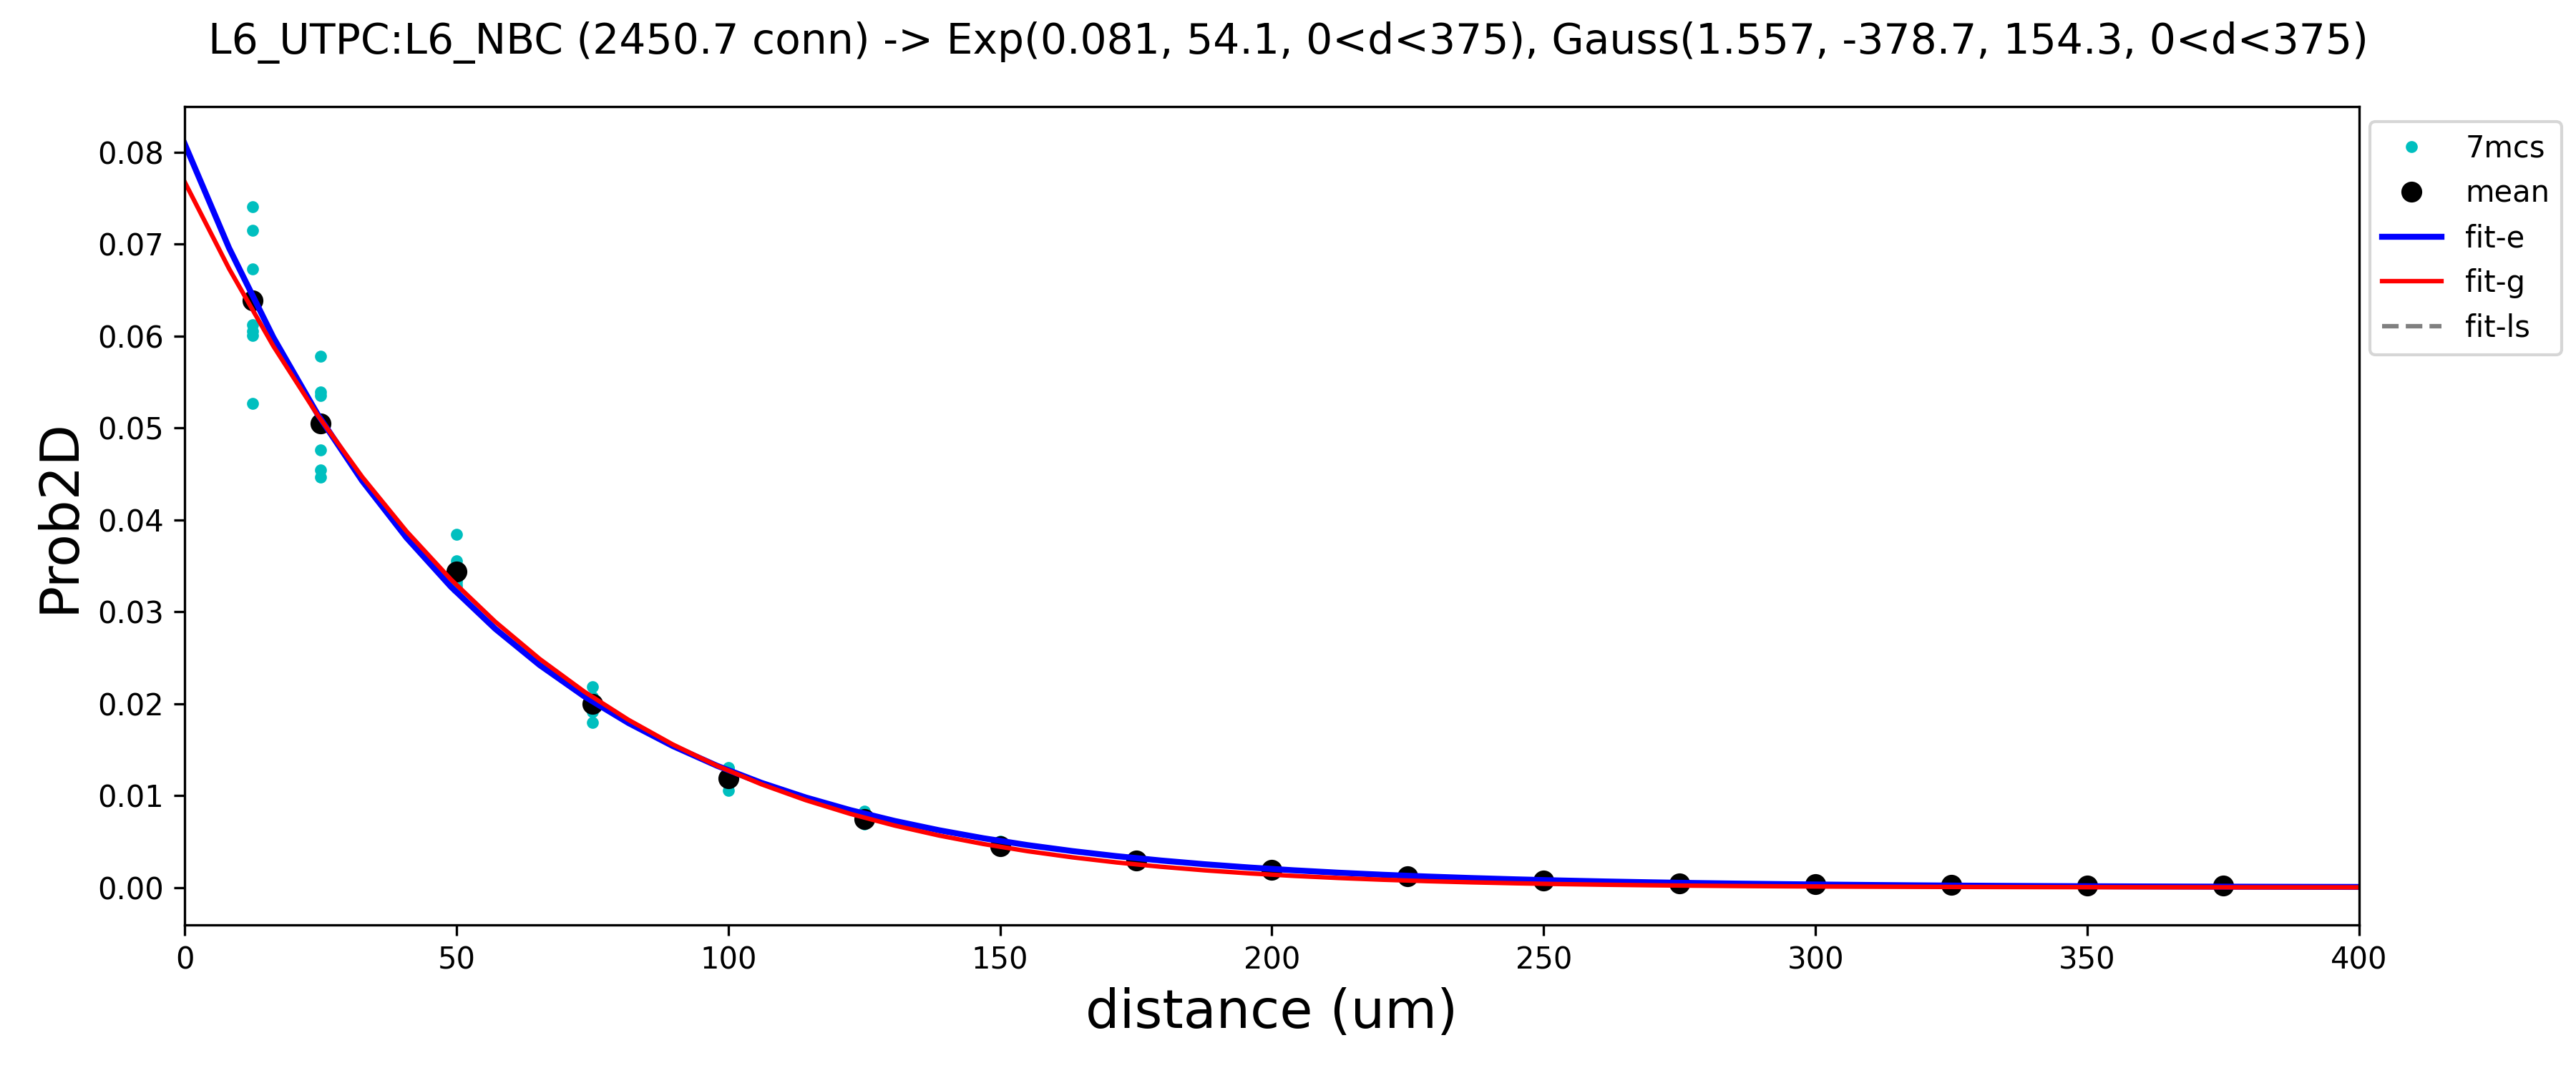 L6_UTPC:L6_NBC (2450.7 conn) -> Exp(0.081, 54.1, 0<d<375), Gauss(1.557, -378.7, 154.3, 0<d<375)
Prob2D
0.08
0.07
0.06
0.05
0.04
0.03
0.02
0.01
0.00
0 50 100 150 200 250 300 350 400
distance (um)
7mcs
mean
fit-e
fit-g
fit-ls